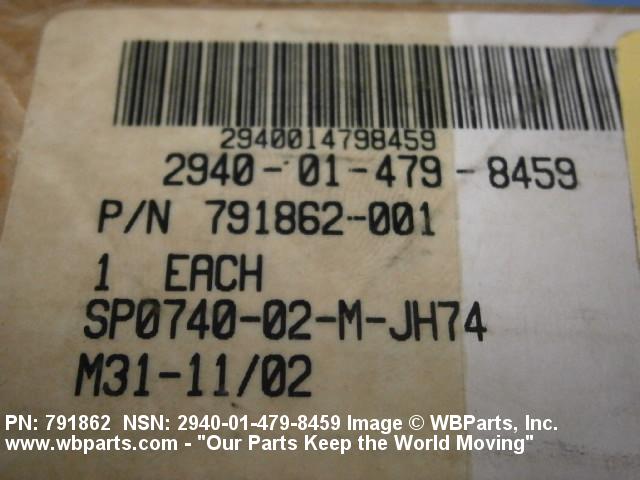 2940014798459
2940-01-479-8459
P/N 791862-001
1 EACH
SP0740-02-M-JH74
M31-11/02
PN: 791862 NSN: 2940-01-479-8459 Image © WBParts, Inc.
www.wbparts.com - "Our Parts Keep the World Moving"